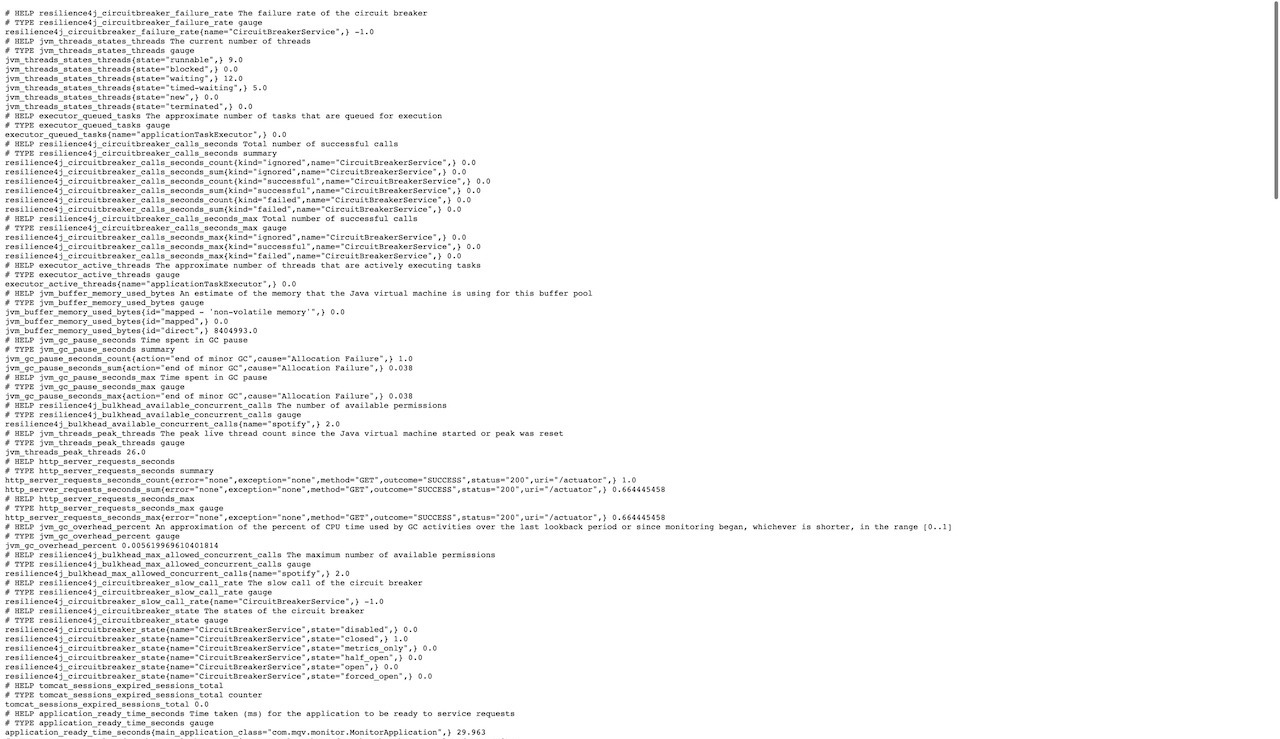 # HELP resilience4j_circuitbreaker_failure_rate The failure rate of the circuit breaker
# TYPE resilience4j_circuitbreaker_failure_rate gauge
resilience4j_circuitbreaker_failure_rate{name="CircuitBreakerService",} -1.0
# HELP jvm_threads_states_threads The current number of threads
# TYPE jvm_threads_states_threads gauge
jvm_threads_states_threads{state="runnable",} 9.0
jvm_threads_states_threads{state="blocked",} 0.0
jvm_threads_states_threads{state="waiting",} 12.0
jvm_threads_states_threads{state="timed-waiting",} 5.0
jvm_threads_states_threads{state="new",} 0.0
jvm_threads_states_threads{state="terminated",} 0.0
# HELP executor_queued_tasks The approximate number of tasks that are queued for execution
# TYPE executor_queued_tasks gauge
executor_queued_tasks{name="applicationTaskExecutor",} 0.0
# HELP resilience4j_circuitbreaker_calls_seconds Total number of successful calls
# TYPE resilience4j_circuitbreaker_calls_seconds summary
resilience4j_circuitbreaker_calls_seconds_count{kind="ignored",name="CircuitBreakerService",} 0.0
resilience4j_circuitbreaker_calls_seconds_sum{kind="ignored",name="CircuitBreakerService",} 0.0
resilience4j_circuitbreaker_calls_seconds_count{kind="successful",name="CircuitBreakerService",} 0.0
resilience4j_circuitbreaker_calls_seconds_sum{kind="successful",name="CircuitBreakerService",} 0.0
resilience4j_circuitbreaker_calls_seconds_count{kind="failed",name="CircuitBreakerService",} 0.0
resilience4j_circuitbreaker_calls_seconds_sum{kind="failed",name="CircuitBreakerService",} 0.0
# HELP resilience4j_circuitbreaker_calls_seconds_max Total number of successful calls
# TYPE resilience4j_circuitbreaker_calls_seconds_max gauge
resilience4j_circuitbreaker_calls_seconds_max{kind="ignored",name="CircuitBreakerService",} 0.0
resilience4j_circuitbreaker_calls_seconds_max{kind="successful",name="CircuitBreakerService",} 0.0
resilience4j_circuitbreaker_calls_seconds_max{kind="failed",name="CircuitBreakerService",} 0.0
# HELP executor_active_threads The approximate number of threads that are actively executing tasks
# TYPE executor_active_threads gauge
executor_active_threads{name="applicationTaskExecutor",} 0.0
# HELP jvm_buffer_memory_used_bytes An estimate of the memory that the Java virtual machine is using for this buffer pool
# TYPE jvm_buffer_memory_used_bytes gauge
jvm_buffer_memory_used_bytes{id="mapped - 'non-volatile memory'",} 0.0
jvm_buffer_memory_used_bytes{id="mapped",} 0.0
jvm_buffer_memory_used_bytes{id="direct",} 8404993.0
# HELP jvm_gc_pause_seconds Time spent in GC pause
# TYPE jvm_gc_pause_seconds summary
jvm_gc_pause_seconds_count{action="end of minor GC",cause="Allocation Failure",} 1.0
jvm_gc_pause_seconds_sum{action="end of minor GC",cause="Allocation Failure",} 0.038
# HELP jvm_gc_pause_seconds_max Time spent in GC pause
# TYPE jvm_gc_pause_seconds_max gauge
jvm_gc_pause_seconds_max{action="end of minor GC",cause="Allocation Failure",} 0.038
# HELP resilience4j_bulkhead_available_concurrent_calls The number of available permissions
# TYPE resilience4j_bulkhead_available_concurrent_calls gauge
resilience4j_bulkhead_available_concurrent_calls{name="spotify",} 2.0
# HELP jvm_threads_peak_threads The peak live thread count since the Java virtual machine started or peak was reset
# TYPE jvm_threads_peak_threads gauge
jvm_threads_peak_threads 26.0
# HELP http_server_requests_seconds
# TYPE http_server_requests_seconds summary
http_server_requests_seconds_count{error="none",exception="none",method="GET",outcome="SUCCESS",status="200",uri="/actuator",} 1.0
http_server_requests_seconds_sum{error="none",exception="none",method="GET",outcome="SUCCESS",status="200",uri="/actuator",} 0.664445458
# HELP http_server_requests_seconds_max
# TYPE http_server_requests_seconds_max gauge
http_server_requests_seconds_max{error="none",exception="none",method="GET",outcome="SUCCESS",status="200",uri="/actuator",} 0.664445458
# HELP jvm_gc_overhead_percent An approximation of the percent of CPU time used by GC activities over the last lookback period or since monitoring began, whichever is shorter, in the range [0..1]
# TYPE jvm_gc_overhead_percent gauge
jvm_gc_overhead_percent 0.005619969610401814
# HELP resilience4j_bulkhead_max_allowed_concurrent_calls The maximum number of available permissions
# TYPE resilience4j_bulkhead_max_allowed_concurrent_calls gauge
resilience4j_bulkhead_max_allowed_concurrent_calls{name="spotify",} 2.0
# HELP resilience4j_circuitbreaker_slow_call_rate The slow call of the circuit breaker
# TYPE resilience4j_circuitbreaker_slow_call_rate gauge
resilience4j_circuitbreaker_slow_call_rate{name="CircuitBreakerService",} -1.0
# HELP resilience4j_circuitbreaker_state The states of the circuit breaker
# TYPE resilience4j_circuitbreaker_state gauge
resilience4j_circuitbreaker_state{name="CircuitBreakerService",state="disabled",} 0.0
resilience4j_circuitbreaker_state{name="CircuitBreakerService",state="closed",} 1.0
resilience4j_circuitbreaker_state{name="CircuitBreakerService",state="metrics_only",} 0.0
resilience4j_circuitbreaker_state{name="CircuitBreakerService",state="half_open",} 0.0
resilience4j_circuitbreaker_state{name="CircuitBreakerService",state="open",} 0.0
resilience4j_circuitbreaker_state{name="CircuitBreakerService",state="forced_open",} 0.0
# HELP tomcat_sessions_expired_sessions_total
# TYPE tomcat_sessions_expired_sessions_total counter
tomcat_sessions_expired_sessions_total 0.0
# HELP application_ready_time_seconds Time taken (ms) for the application to be ready to service requests
# TYPE application_ready_time_seconds gauge
application_ready_time_seconds{main_application_class="com.mqv.monitor.MonitorApplication",} 29.963